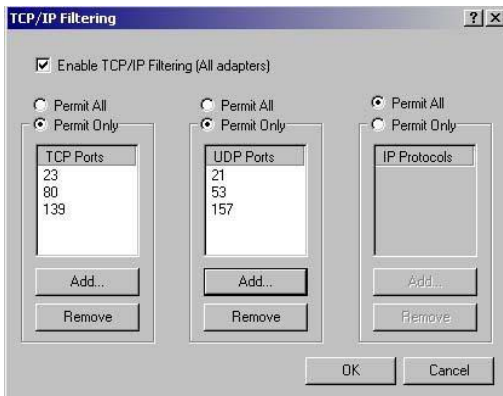 TCP/IP Filtering
Enable TCP/IP Filtering (All adapters)
Permit All
Permit Only
TCP Ports
23
80
139
Add...
Remove
Permit All
Permit Only
UDP Ports
21
53
157
Add...
Remove
Permit All
Permit Only
IP Protocols
Add...
Remove
OK
Cancel